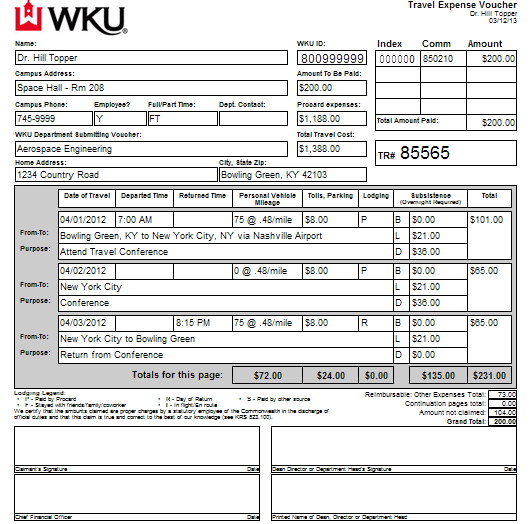 WKU®
Travel Expense Voucher
Dr. Hill Topper
03/12/13
Name:
Dr. Hill Topper
WKU ID:
800999999
Index Comm Amount
000000 850210 $200.00
Campus Address:
Space Hall - Rm 208
Amount To Be Paid:
$200.00
Campus Phone: Employee? Full/Part Time: Dept. Contact:
745-9999 Y FT
Procard expenses:
$1,188.00
Total Amount Paid: $200.00
WKU Department Submitting Voucher:
Aerospace Engineering
Total Travel Cost:
$1,388.00
TR# 85565
Home Address: City, State Zip:
1234 Country Road Bowling Green, KY 42103
Date of Travel Departed Time Returned Time Personal Vehicle Mileage Tolls, Parking Lodging Subsistence (Overnight Required) Total
04/01/2012 7:00 AM 75 @ .48/mile $8.00 P B $0.00 $101.00
From-To: Bowling Green, KY to New York City, NY via Nashville Airport L $21.00
Purpose: Attend Travel Conference D $36.00
04/02/2012 0 @ .48/mile $8.00 P B $0.00 $65.00
From-To: New York City L $21.00
Purpose: Conference D $36.00
04/03/2012 8:15 PM 75 @ .48/mile $8.00 R B $0.00 $65.00
From-To: New York City to Bowling Green L $21.00
Purpose: Return from Conference D $0.00
Totals for this page: $72.00 $24.00 $0.00 $135.00 $231.00
Lodging Legend:
• P - Paid by Procard • R - Day of Return • S - Paid by other source
• F - Stayed with friends/family/coworker • I - In flight/En route
We certify that the amounts claimed are proper charges by a statutory employee of the Commonwealth in the discharge of
official duties and that this claim is true and correct to the best of our knowledge (see KRS 523.100).
Reimbursable: Other Expenses Total: 73.00
Continuation pages total: 0.00
Amount not claimed: 104.00
Grand Total: 200.00
Claimant's Signature Date
Dean Director or Department Head's Signature Date
Chief Financial Officer Date
Printed Name of Dean, Director or Department Head